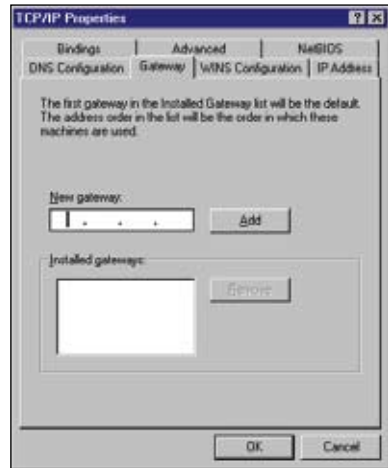 TCP/IP Properties
Bindings Advanced NetBIOS
DNS Configuration Gateway WINS Configuration IP Address
The first gateway in the Installed Gateway list will be the default.
The address order in the list will be the order in which these
machines are used.
New gateway:
. . .
Add
Installed gateways:
Remove
OK Cancel